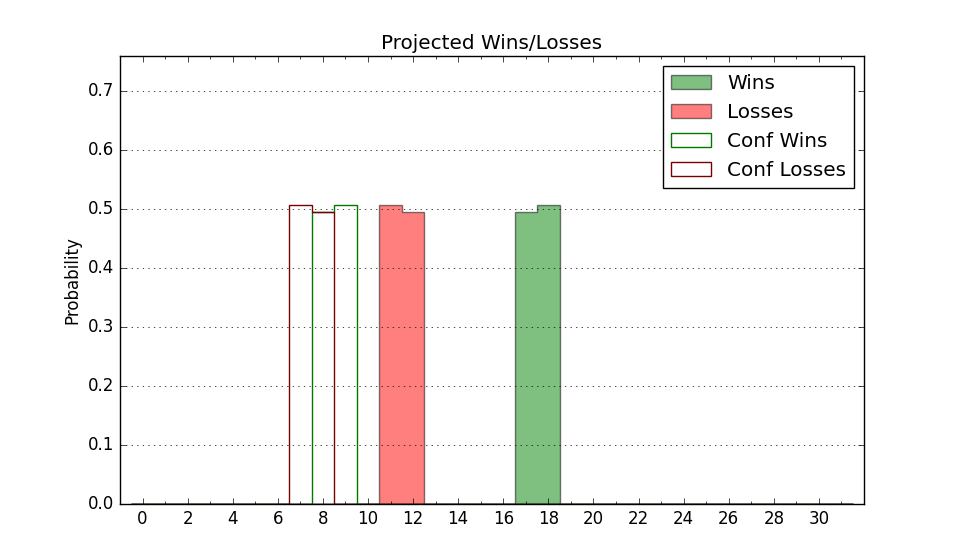 Projected Wins/Losses
Wins
Losses
Conf Wins
Conf Losses
Probability
0.7
0.6
0.5
0.4
0.3
0.2
0.1
0.0
0 2 4 6 8 10 12 14 16 18 20 22 24 26 28 30